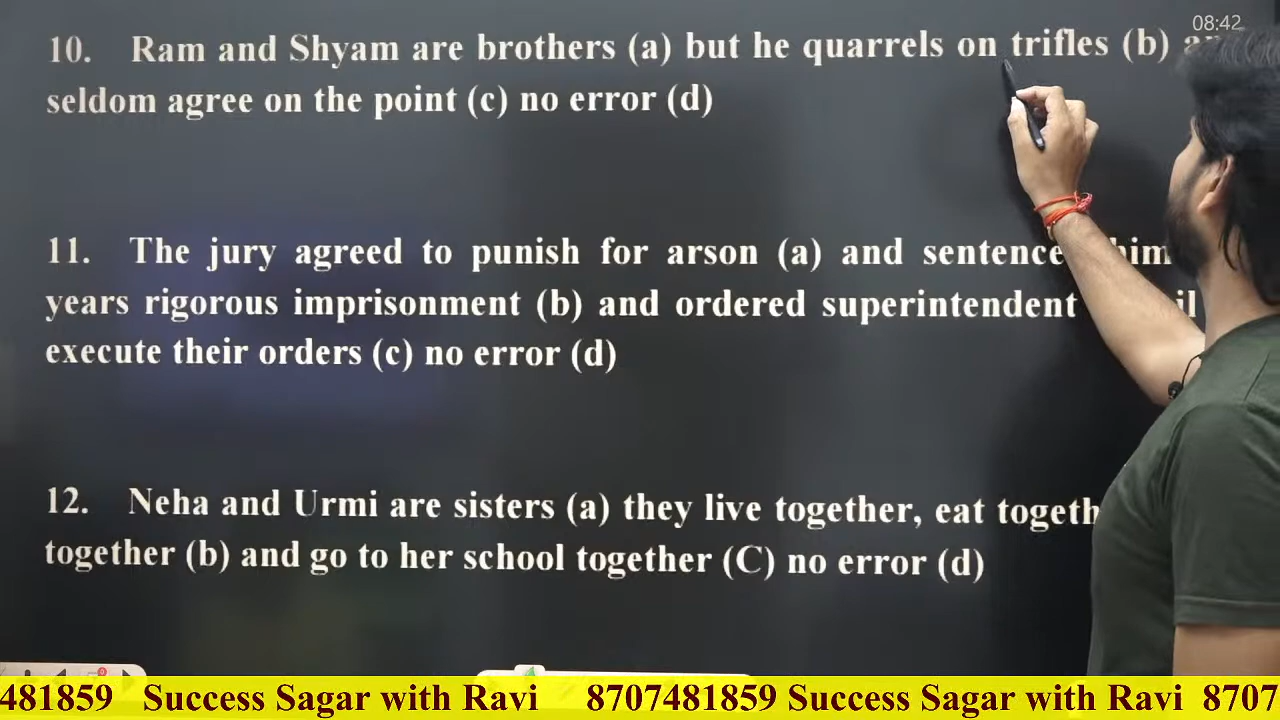 08:42
10. Ram and Shyam are brothers (a) but he quarrels on trifles (b)
seldom agree on the point (c) no error (d)
11. The jury agreed to punish for arson (a) and sentence him
years rigorous imprisonment (b) and ordered superintendent
execute their orders (c) no error (d)
12. Neha and Urmi are sisters (a) they live together, eat
together (b) and go to her school together (C) no error (d)
481859 Success Sagar with Ravi 8707481859 Success Sagar with Ravi 8707